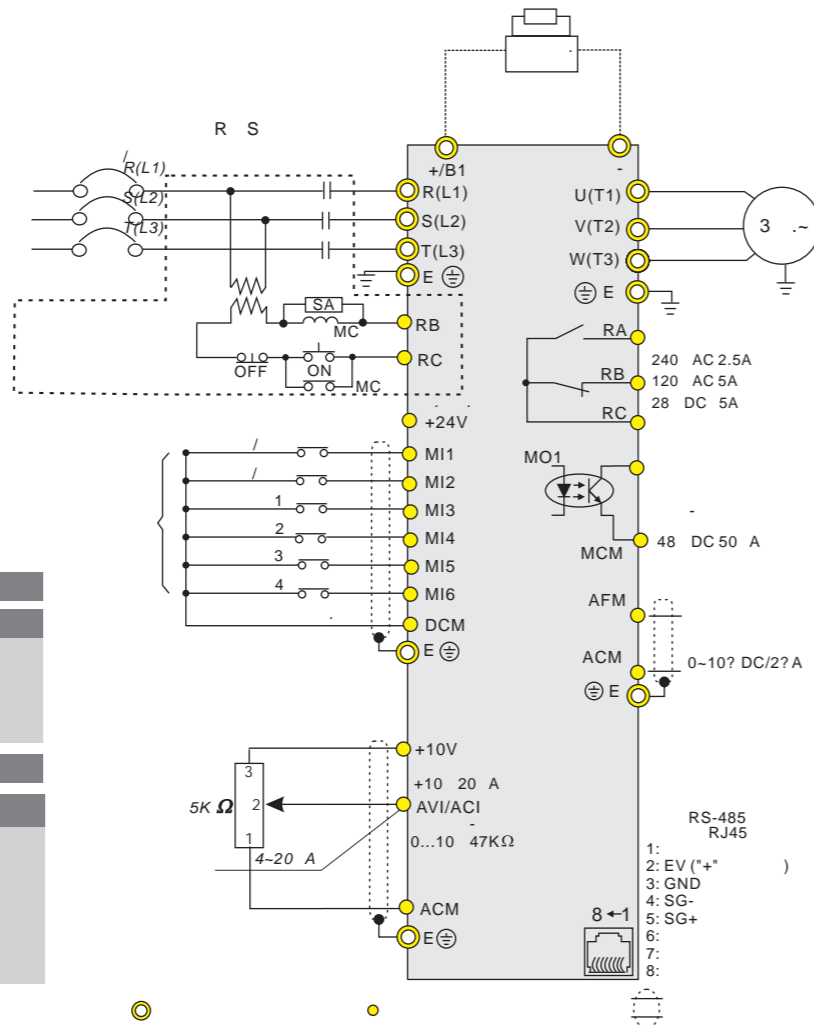 R S
/
R(L1)
S(L2)
T(L3)
+/B1
-
R(L1)
S(L2)
T(L3)
E
U(T1)
V(T2)
W(T3)
E
3 .~
SA
MC
RB
OFF
ON
MC
RC
RA
RB
RC
240 AC 2.5A
120 AC 5A
28 DC 5A
+24V
/
MI1
/
MI2
1
MI3
2
MI4
3
MI5
4
MI6
DCM
E
MO1
-
MCM
48 DC 50 A
AFM
ACM
0~10? DC/2? A
E
+10V
+10 20 A
3
5K Ω
2
AVI/ACI
-
0...10 47KΩ
1
4~20 A
ACM
E
RS-485
RJ45
1:
2: EV ("+" )
3: GND
4: SG-
5: SG+
6:
7:
8:
8 ←1